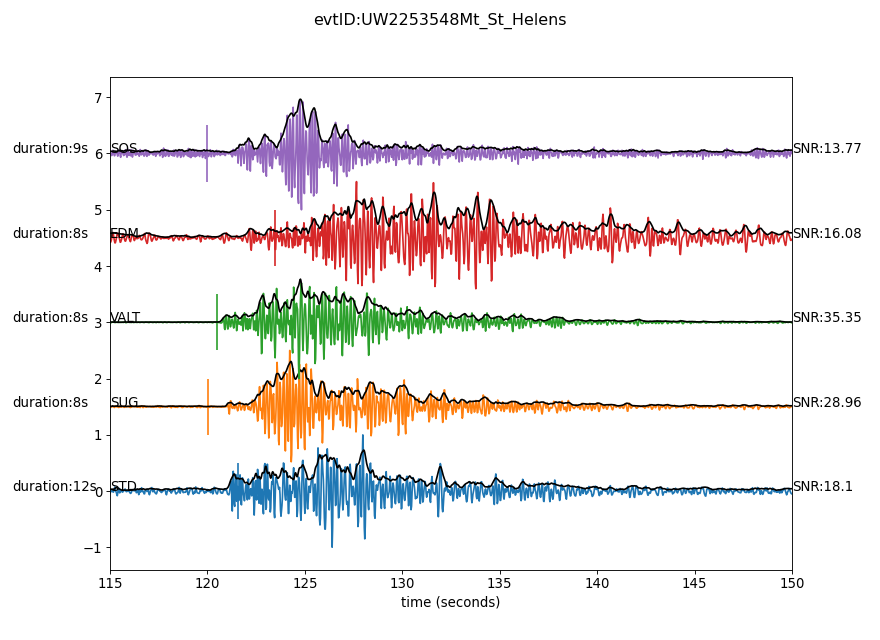 evtID:UW2253548Mt_St_Helens
7
duration:9s SOS SNR:13.77
6
5
duration:8s EDM SNR:16.08
4
duration:8s VALT SNR:35.35
3
2
duration:8s SUG SNR:28.96
1
duration:12s STD SNR:18.1
0
−1
115 120 125 130 135 140 145 150
time (seconds)